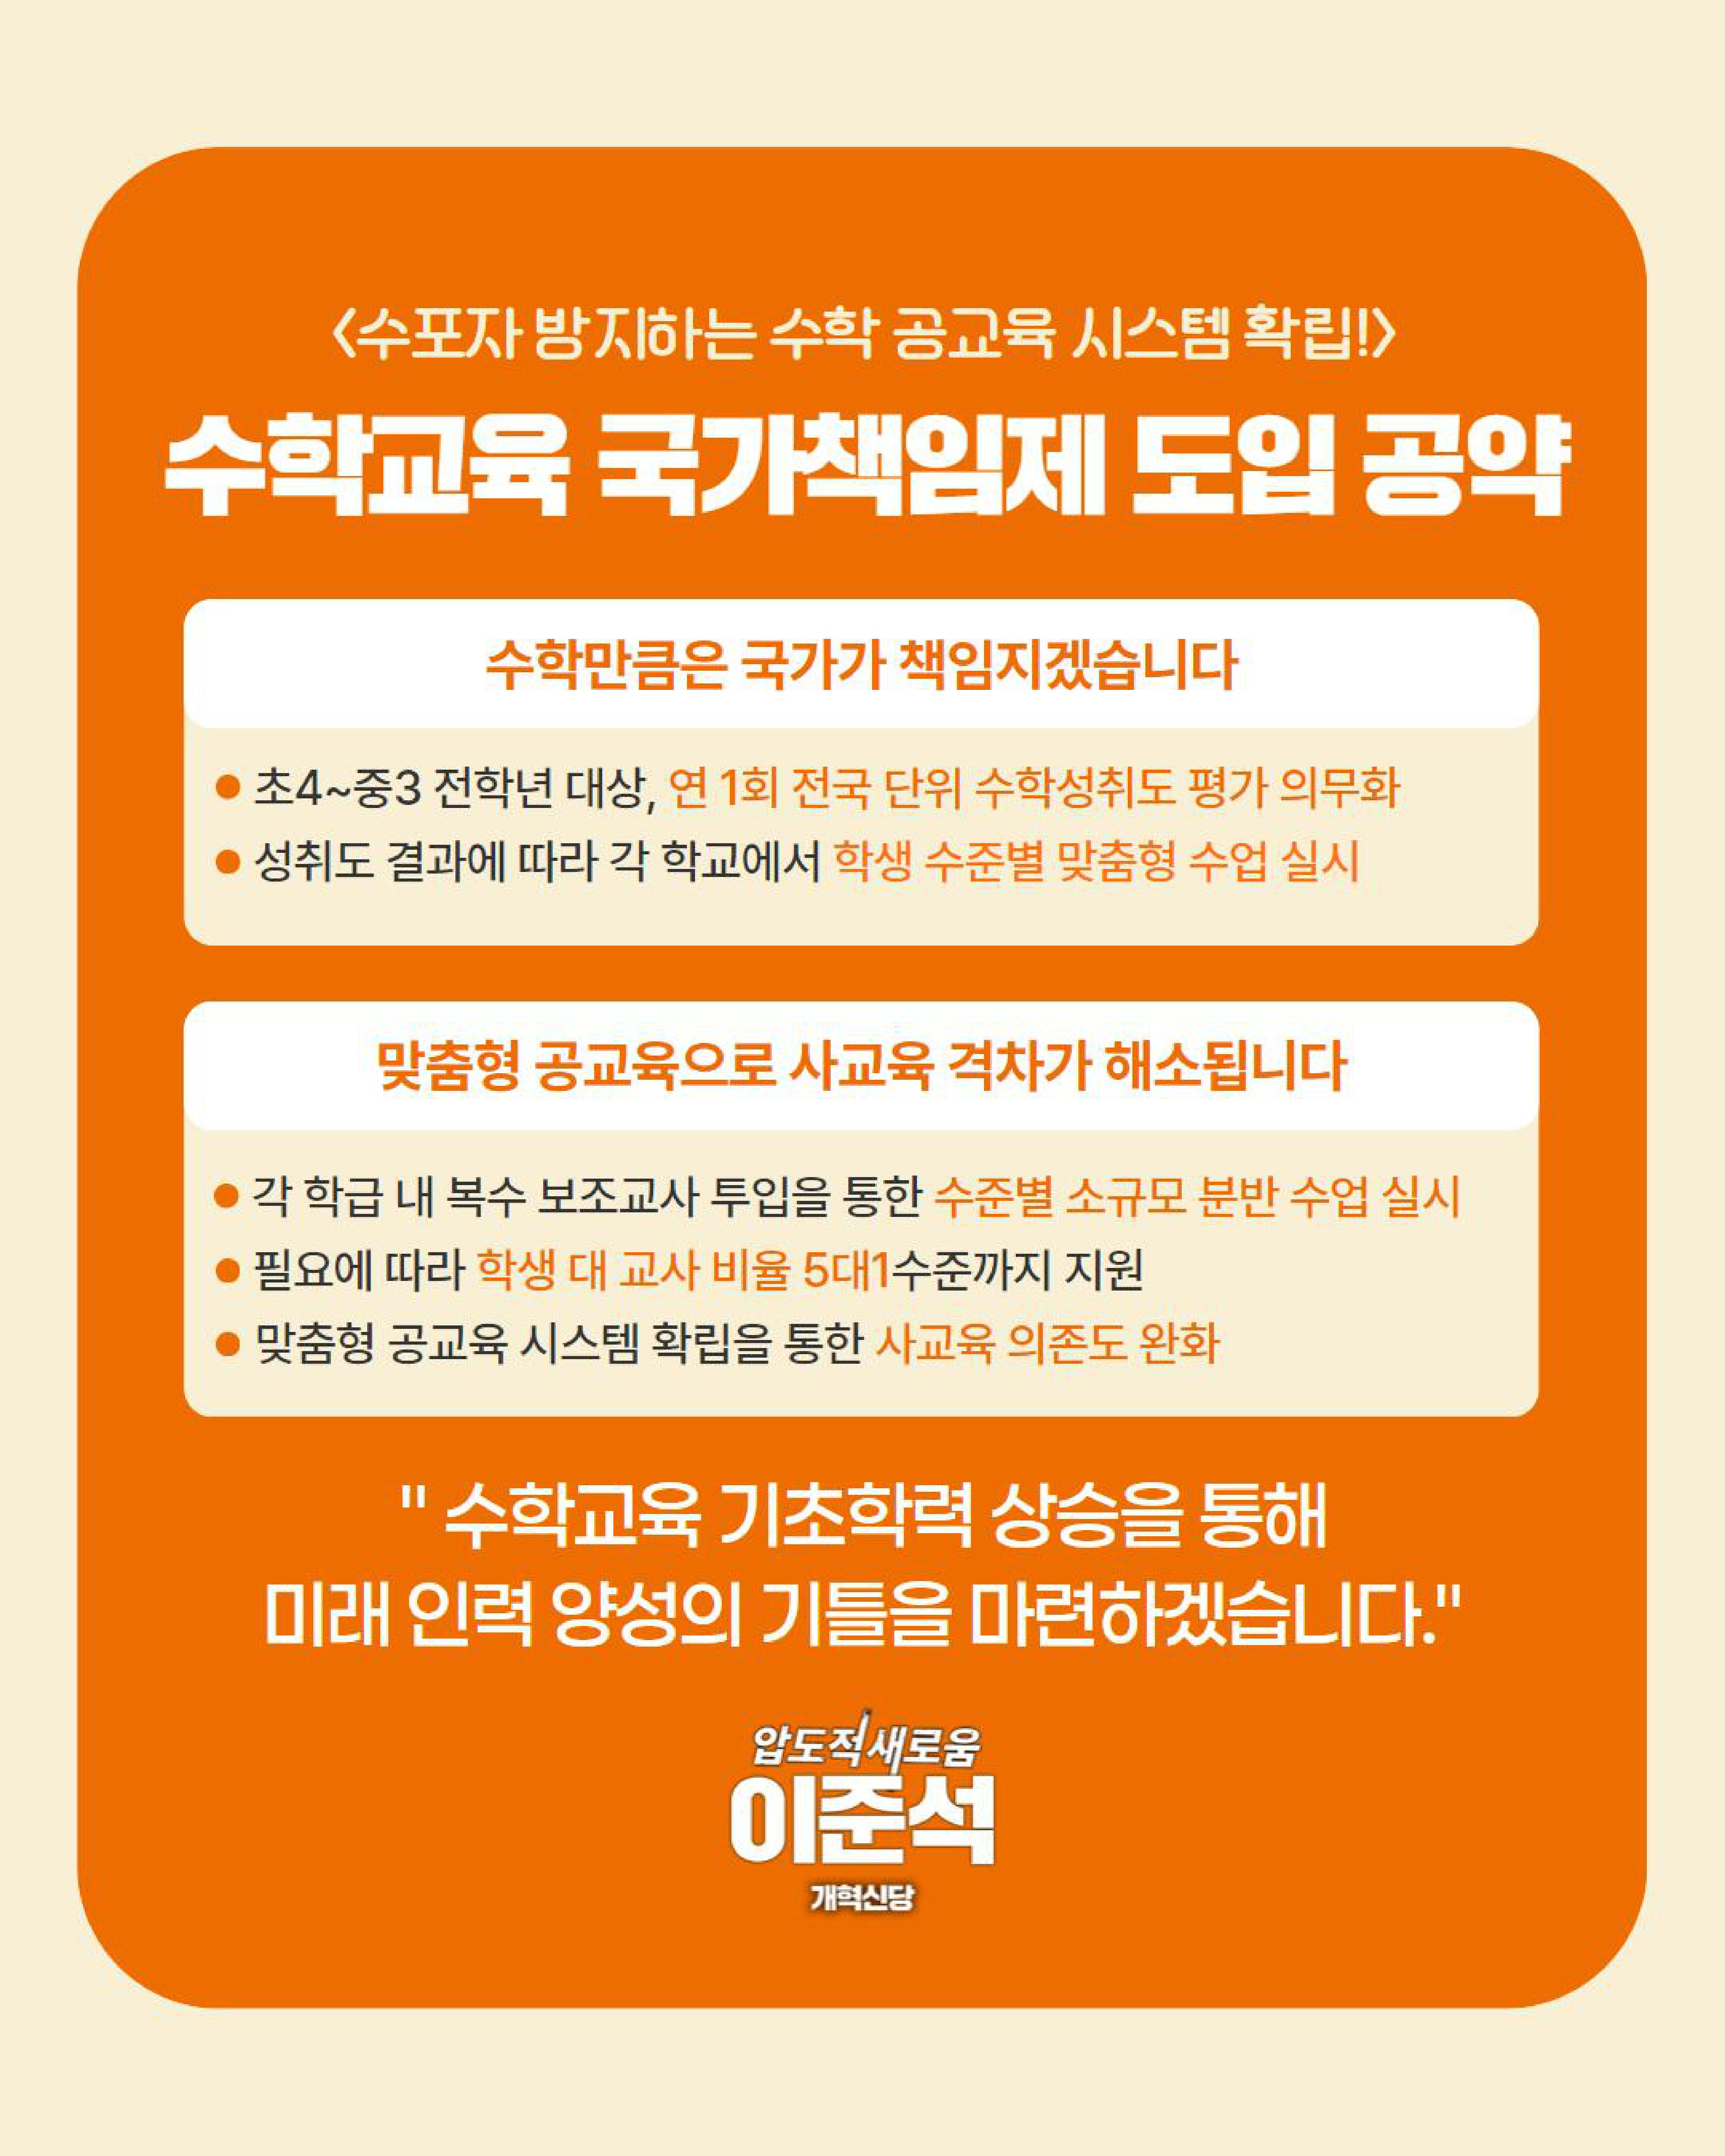 <수포자 방지하는 수학 공교육 시스템 확립!>
수학교육 국가책임제 도입 공약
수학만큼은 국가가 책임지겠습니다
● 초4~중3 전학년 대상, 연 1회 전국 단위 수학성취도 평가 의무화
● 성취도 결과에 따라 각 학교에서 학생 수준별 맞춤형 수업 실시
맞춤형 공교육으로 사교육 격차가 해소됩니다
● 각 학급 내 복수 보조교사 투입을 통한 수준별 소규모 분반 수업 실시
● 필요에 따라 학생 대 교사 비율 5대1수준까지 지원
● 맞춤형 공교육 시스템 확립을 통한 사교육 의존도 완화
" 수학교육 기초학력 상승을 통해
미래 인력 양성의 기틀을 마련하겠습니다."
압도적새로움
이준석
개혁신당